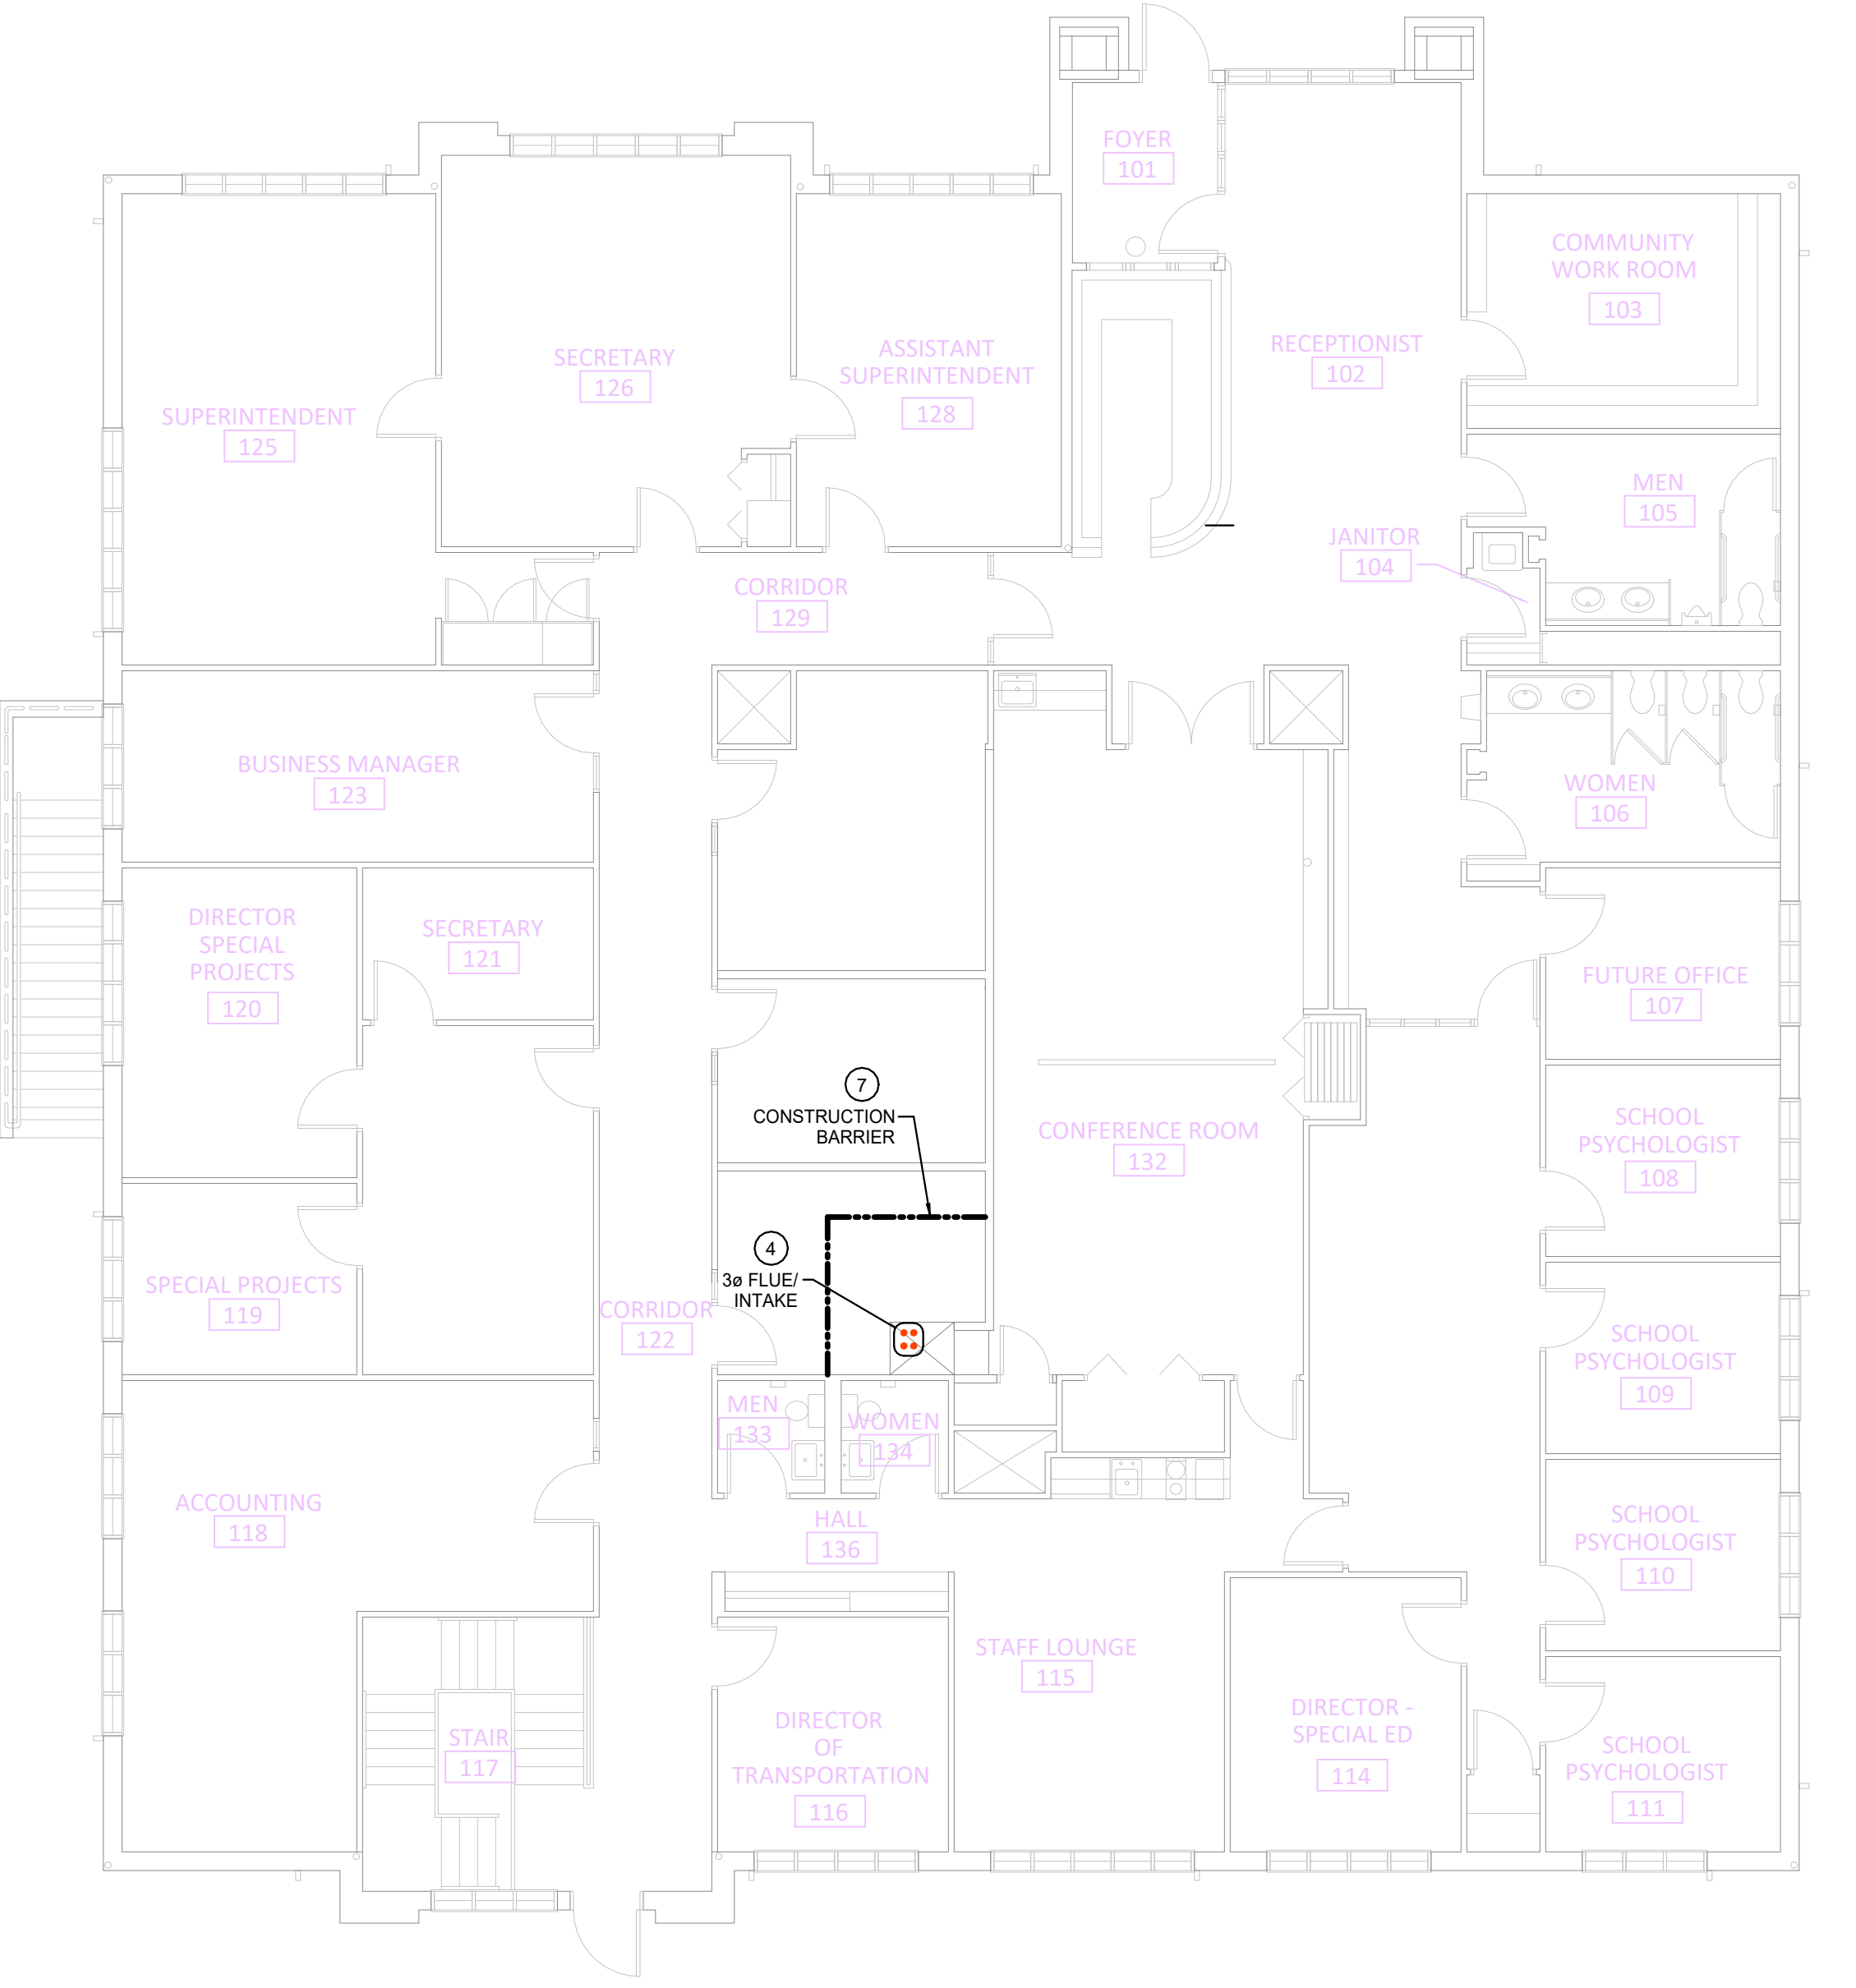 FOYER
101
COMMUNITY
WORK ROOM
103
RECEPTIONIST
102
SECRETARY
126
ASSISTANT
SUPERINTENDENT
128
SUPERINTENDENT
125
MEN
105
JANITOR
104
CORRIDOR
129
BUSINESS MANAGER
123
WOMEN
106
DIRECTOR
SPECIAL
PROJECTS
120
SECRETARY
121
FUTURE OFFICE
107
7
CONSTRUCTION
BARRIER
CONFERENCE ROOM
132
SCHOOL
PSYCHOLOGIST
108
4
3ø FLUE/
INTAKE
SPECIAL PROJECTS
119
CORRIDOR
122
SCHOOL
PSYCHOLOGIST
109
MEN
133
WOMEN
134
ACCOUNTING
118
HALL
136
SCHOOL
PSYCHOLOGIST
110
STAFF LOUNGE
115
STAIR
117
DIRECTOR
OF
TRANSPORTATION
116
DIRECTOR -
SPECIAL ED
114
SCHOOL
PSYCHOLOGIST
111